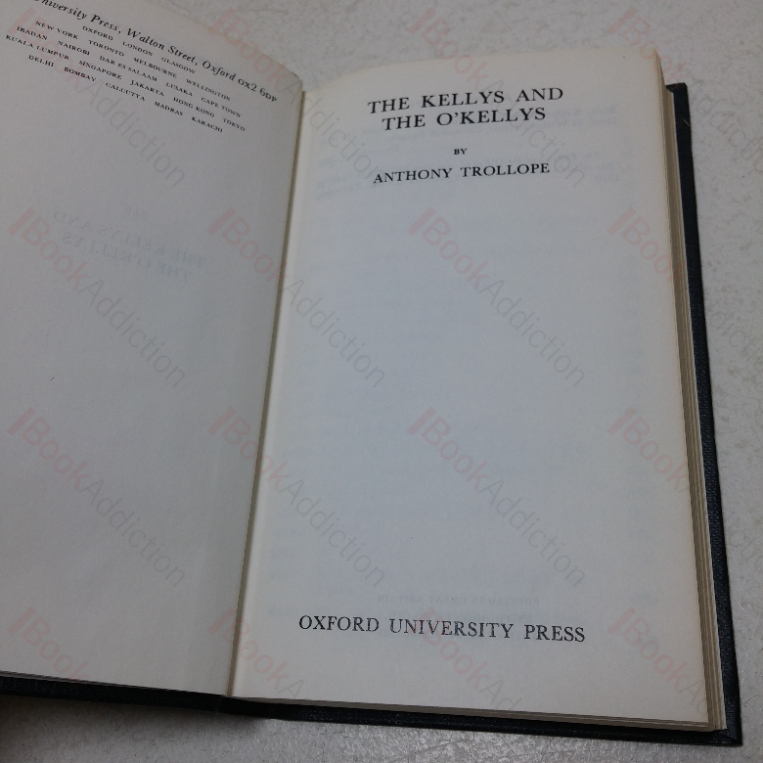 University Press, Walton Street, Oxford OX2 6DP
OXFORD LONDON GLASGOW
NEW YORK TORONTO MELBOURNE WELLINGTON
IBADAN NAIROBI DAR ES SALAAM LUSAKA CAPE TOWN
KUALA LUMPUR SINGAPORE JAKARTA HONG KONG TOKYO
DELHI BOMBAY CALCUTTA MADRAS KARACHI
THE KELLYS AND
THE O'KELLYS
BY
ANTHONY TROLLOPE
OXFORD UNIVERSITY PRESS
BookAddiction